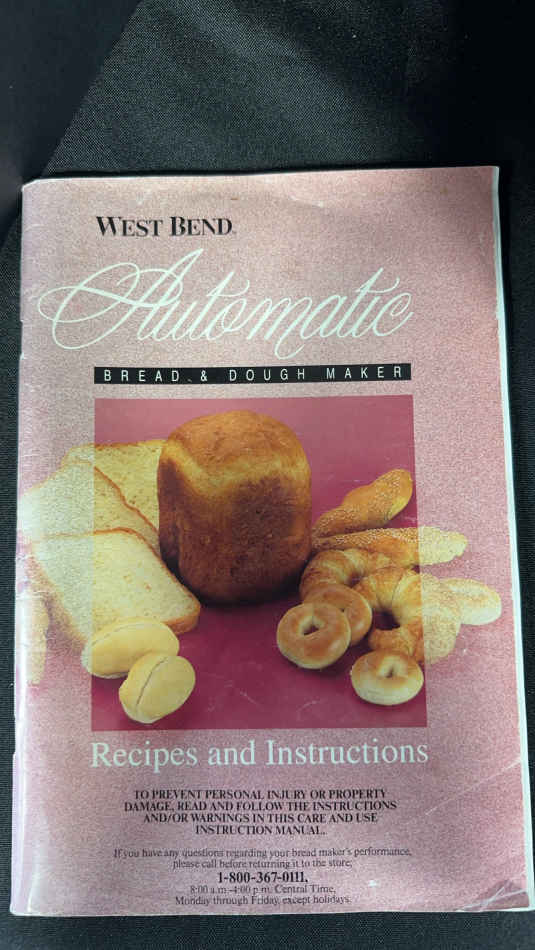 WEST BEND
Automatic
BREAD & DOUGH MAKER
Recipes and Instructions
TO PREVENT PERSONAL INJURY OR PROPERTY
DAMAGE, READ AND FOLLOW THE INSTRUCTIONS
AND/OR WARNINGS IN THIS CARE AND USE
INSTRUCTION MANUAL.
If you have any questions regarding your bread maker's performance,
please call before returning it to the store;
1-800-367-0111,
8:00 a.m -4:00 p.m. Central Time,
Monday through Friday, except holidays.